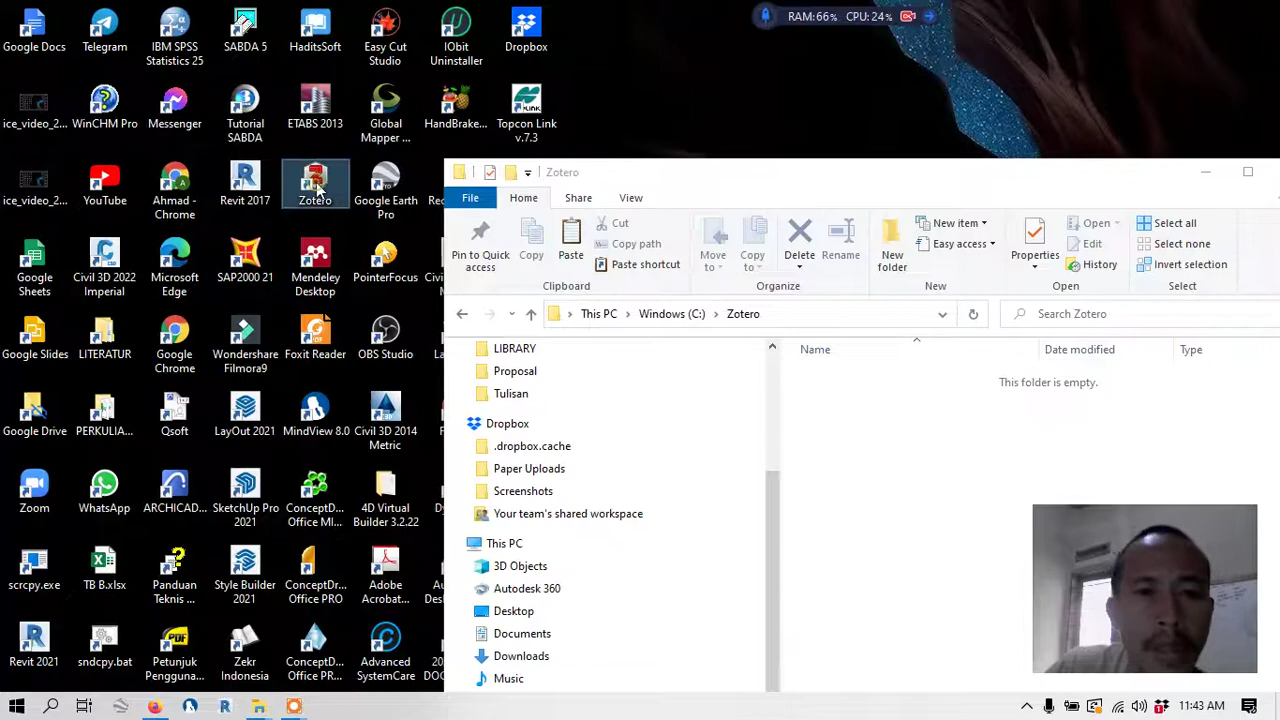 RAM:66% CPU:24%
Google Docs
Telegram
IBM SPSS
Statistics 25
SABDA 5
HaditsSoft
Easy Cut
Studio
IObit
Uninstaller
Dropbox
ice_video_2...
WinCHM Pro
Messenger
Tutorial
SABDA
ETABS 2013
Global
Mapper ...
HandBrake...
Topcon Link
v.7.3
ice_video_2...
YouTube
Ahmad -
Chrome
Revit 2017
Zotero
Google Earth
Pro
Google
Sheets
Civil 3D 2022
Imperial
Microsoft
Edge
SAP2000 21
Mendeley
Desktop
PointerFocus
Google Slides
LITERATUR
Google
Chrome
Wondershare
Filmora9
Foxit Reader
OBS Studio
Google Drive
PERKULIA...
Qsoft
LayOut 2021
MindView 8.0
Civil 3D 2014
Metric
Zoom
WhatsApp
ARCHICAD...
SketchUp Pro
2021
ConceptD...
Office MI...
4D Virtual
Builder 3.2.22
scrcpy.exe
TB B.xlsx
Panduan
Teknis ...
Style Builder
2021
ConceptD...
Office PRO
Adobe
Acrobat...
Revit 2021
sndcpy.bat
Petunjuk
Pengguna...
Zekr
Indonesia
ConceptD...
Office PR...
Advanced
SystemCare
Zotero
File
Home
Share
View
Pin to Quick
access
Copy
Paste
Cut
Copy path
Paste shortcut
Clipboard
Move
to
Copy
to
Delete
Rename
Organize
New
folder
New item
Easy access
New
Properties
Open
Edit
History
Open
Select all
Select none
Invert selection
Select
This PC
Windows (C:)
Zotero
Search Zotero
Name
Date modified
Type
This folder is empty.
LIBRARY
Proposal
Tulisan
Dropbox
.dropbox.cache
Paper Uploads
Screenshots
Your team's shared workspace
This PC
3D Objects
Autodesk 360
Desktop
Documents
Downloads
Music
11:43 AM